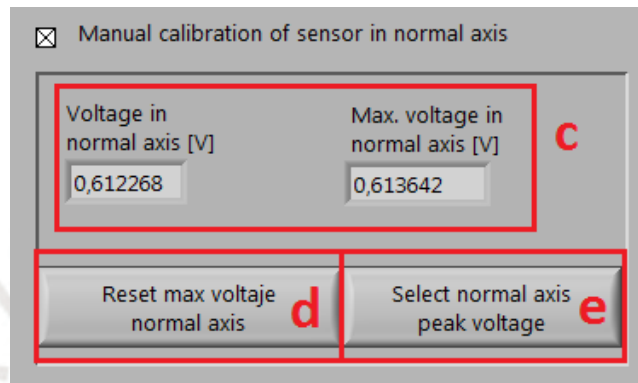 Manual calibration of sensor in normal axis
Voltage in
normal axis [V]
0,612268
Max. voltage in
normal axis [V]
0,613642
c
Reset max voltaje
normal axis
d
Select normal axis
peak voltage
e